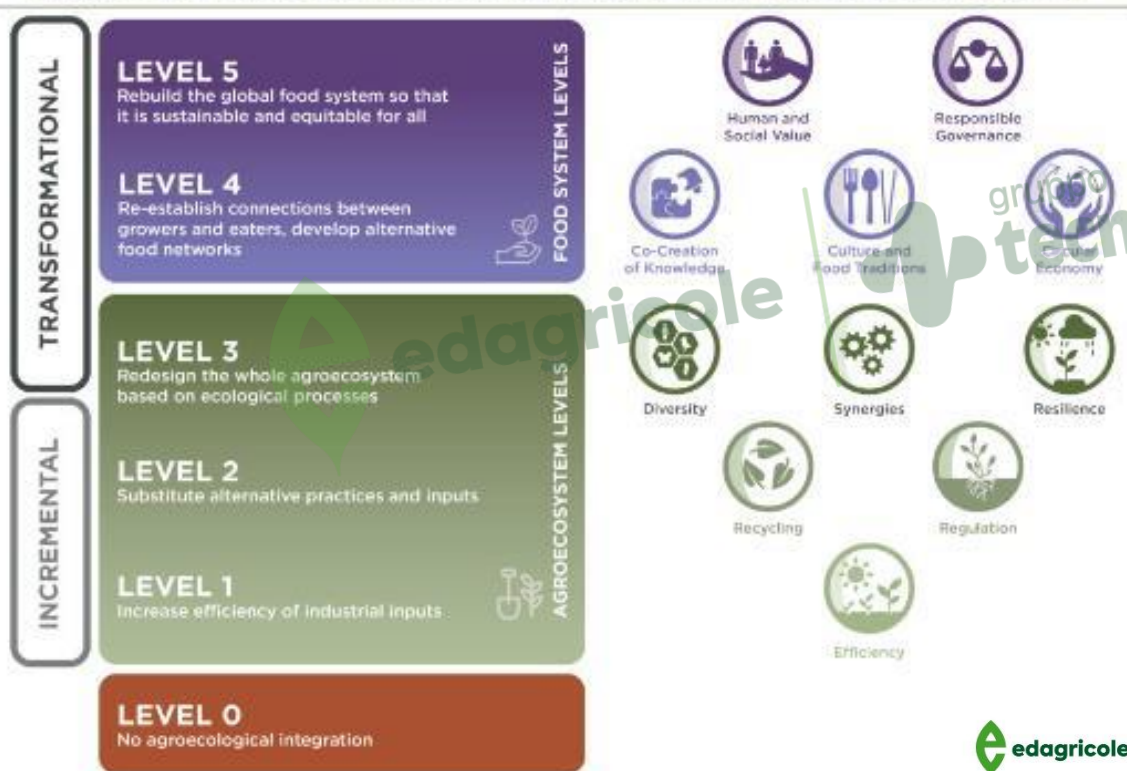 TRANSFORMATIONAL
INCREMENTAL
LEVEL 5
Rebuild the global food system so that
it is sustainable and equitable for all
LEVEL 4
Re-establish connections between
growers and eaters, develop alternative
food networks
FOOD SYSTEM LEVELS
LEVEL 3
Redesign the whole agroecosystem
based on ecological processes
LEVEL 2
Substitute alternative practices and inputs
LEVEL 1
Increase efficiency of industrial inputs
AGROECOSYSTEM LEVELS
LEVEL 0
No agroecological integration
Human and
Social Value
Responsible
Governance
Co-Creation
of Knowledge
Culture and
Food Traditions
Circular
Economy
Diversity
Synergies
Resilience
Recycling
Regulation
Efficiency
edagricole
edagricole